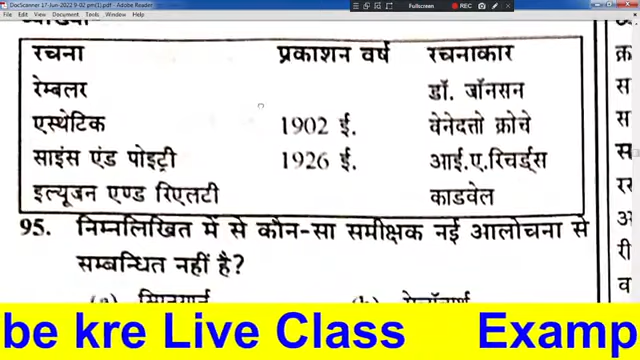 DocScanner 17-Jun-2022 9-02 pm(1).pdf - Adobe Reader
File Edit View Document Tools Window Help
Fullscreen REC
रचना प्रकाशन वर्ष रचनाकार
रेम्बलर डॉ. जॉनसन
एस्थेटिक 1902 ई. वेनेदत्तो क्रोचे
साइंस एंड पोइट्री 1926 ई. आई.ए.रिचर्ड्स
इल्यूजन एण्ड रिएलटी काडवेल
95. निम्नलिखित में से कौन-सा समीक्षक नई आलोचना से
सम्बन्धित नहीं है?
be kre Live Class Examp